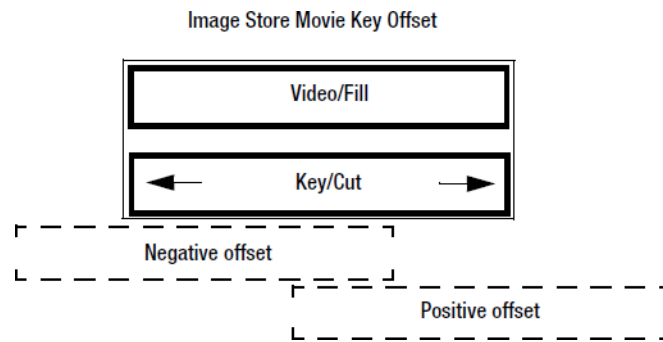 Image Store Movie Key Offset
Video/Fill
Key/Cut
Negative offset
Positive offset